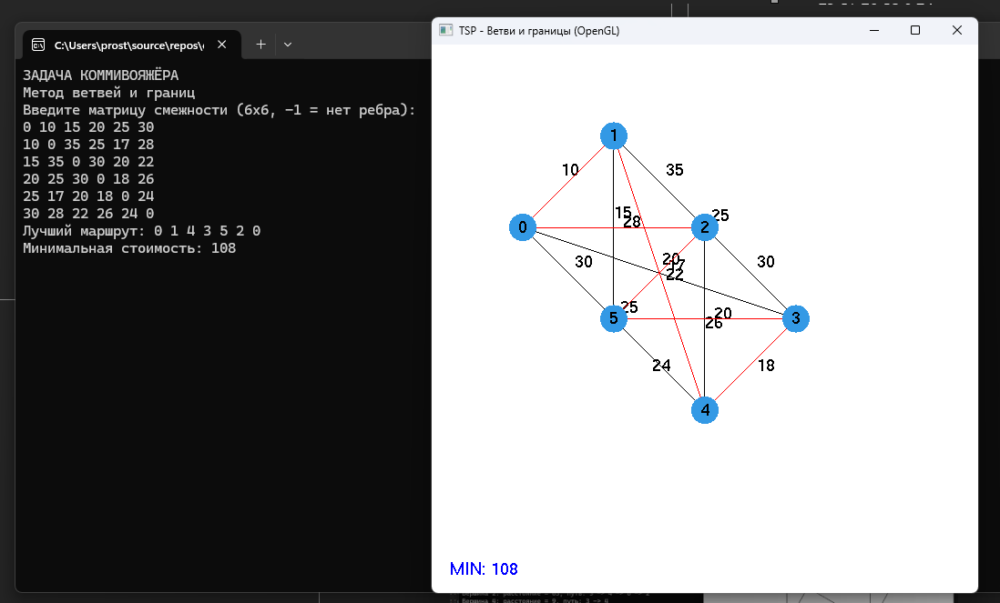 C:\Users\prost\source\repos\
ЗАДАЧА КОММИВОЯЖЁРА
Метод ветвей и границ
Введите матрицу смежности (6x6, -1 = нет ребра):
0 10 15 20 25 30
10 0 35 25 17 28
15 35 0 30 20 22
20 25 30 0 18 26
25 17 20 18 0 24
30 28 22 26 24 0
Лучший маршрут: 0 1 4 3 5 2 0
Минимальная стоимость: 108
TSP - Ветви и границы (OpenGL)
1
10
35
15
25
28
0
2
30
20
17
22
30
25
20
26
5
3
24
18
4
MIN: 108